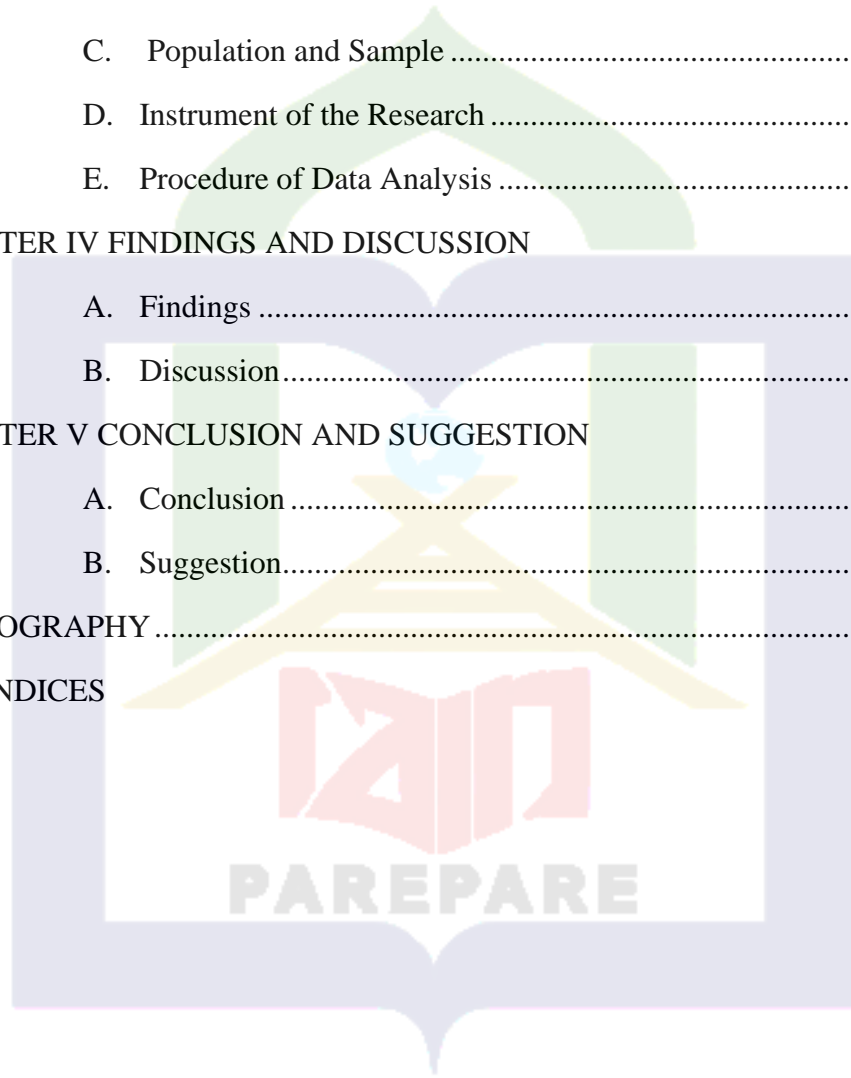 C. Population and Sample ................................................
D. Instrument of the Research ................................................
E. Procedure of Data Analysis ................................................
TER IV FINDINGS AND DISCUSSION
A. Findings ................................................
B. Discussion ................................................
TER V CONCLUSION AND SUGGESTION
A. Conclusion ................................................
B. Suggestion ................................................
OGRAPHY ................................................
NDICES
IAIN
PAREPARE